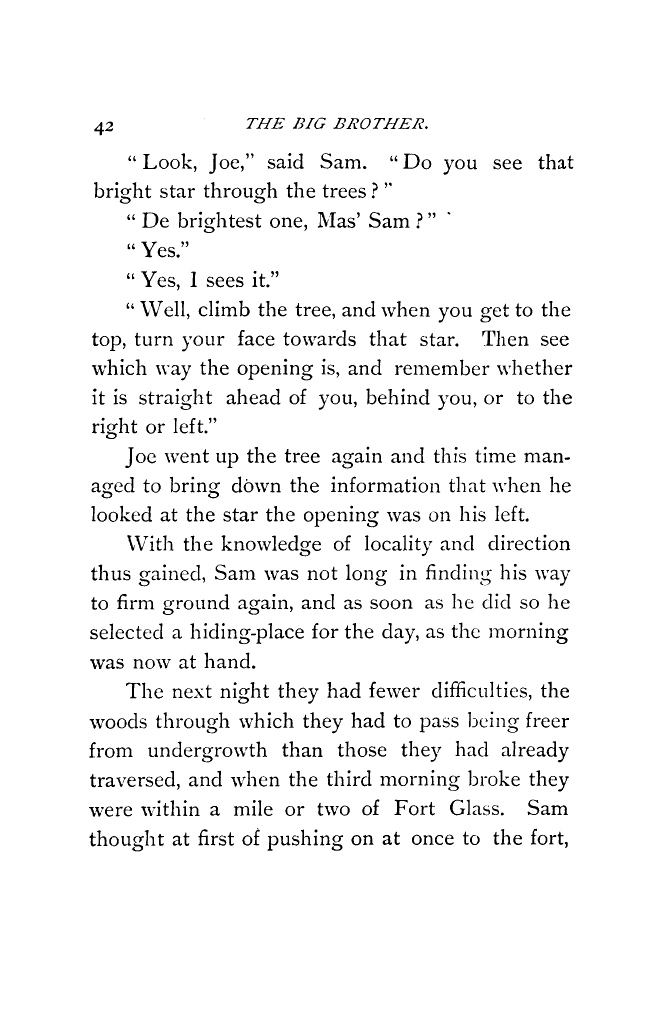 42 THE BIG BROTHER.
“ Look, Joe,” said Sam. “ Do you see that
bright star through the trees ? ”
“ De brightest one, Mas’ Sam ? ”
“ Yes.”
“ Yes, I sees it.”
“ Well, climb the tree, and when you get to the
top, turn your face towards that star. Then see
which way the opening is, and remember whether
it is straight ahead of you, behind you, or to the
right or left.”
Joe went up the tree again and this time man-
aged to bring down the information that when he
looked at the star the opening was on his left.
With the knowledge of locality and direction
thus gained, Sam was not long in finding his way
to firm ground again, and as soon as he did so he
selected a hiding-place for the day, as the morning
was now at hand.
The next night they had fewer difficulties, the
woods through which they had to pass being freer
from undergrowth than those they had already
traversed, and when the third morning broke they
were within a mile or two of Fort Glass. Sam
thought at first of pushing on at once to the fort,